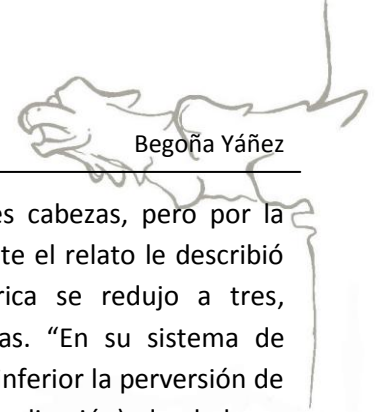 Begoña Yáñez
es cabezas, pero por la
te el relato le describió
rica se redujo a tres,
as. “En su sistema de
Inferior la perversión de